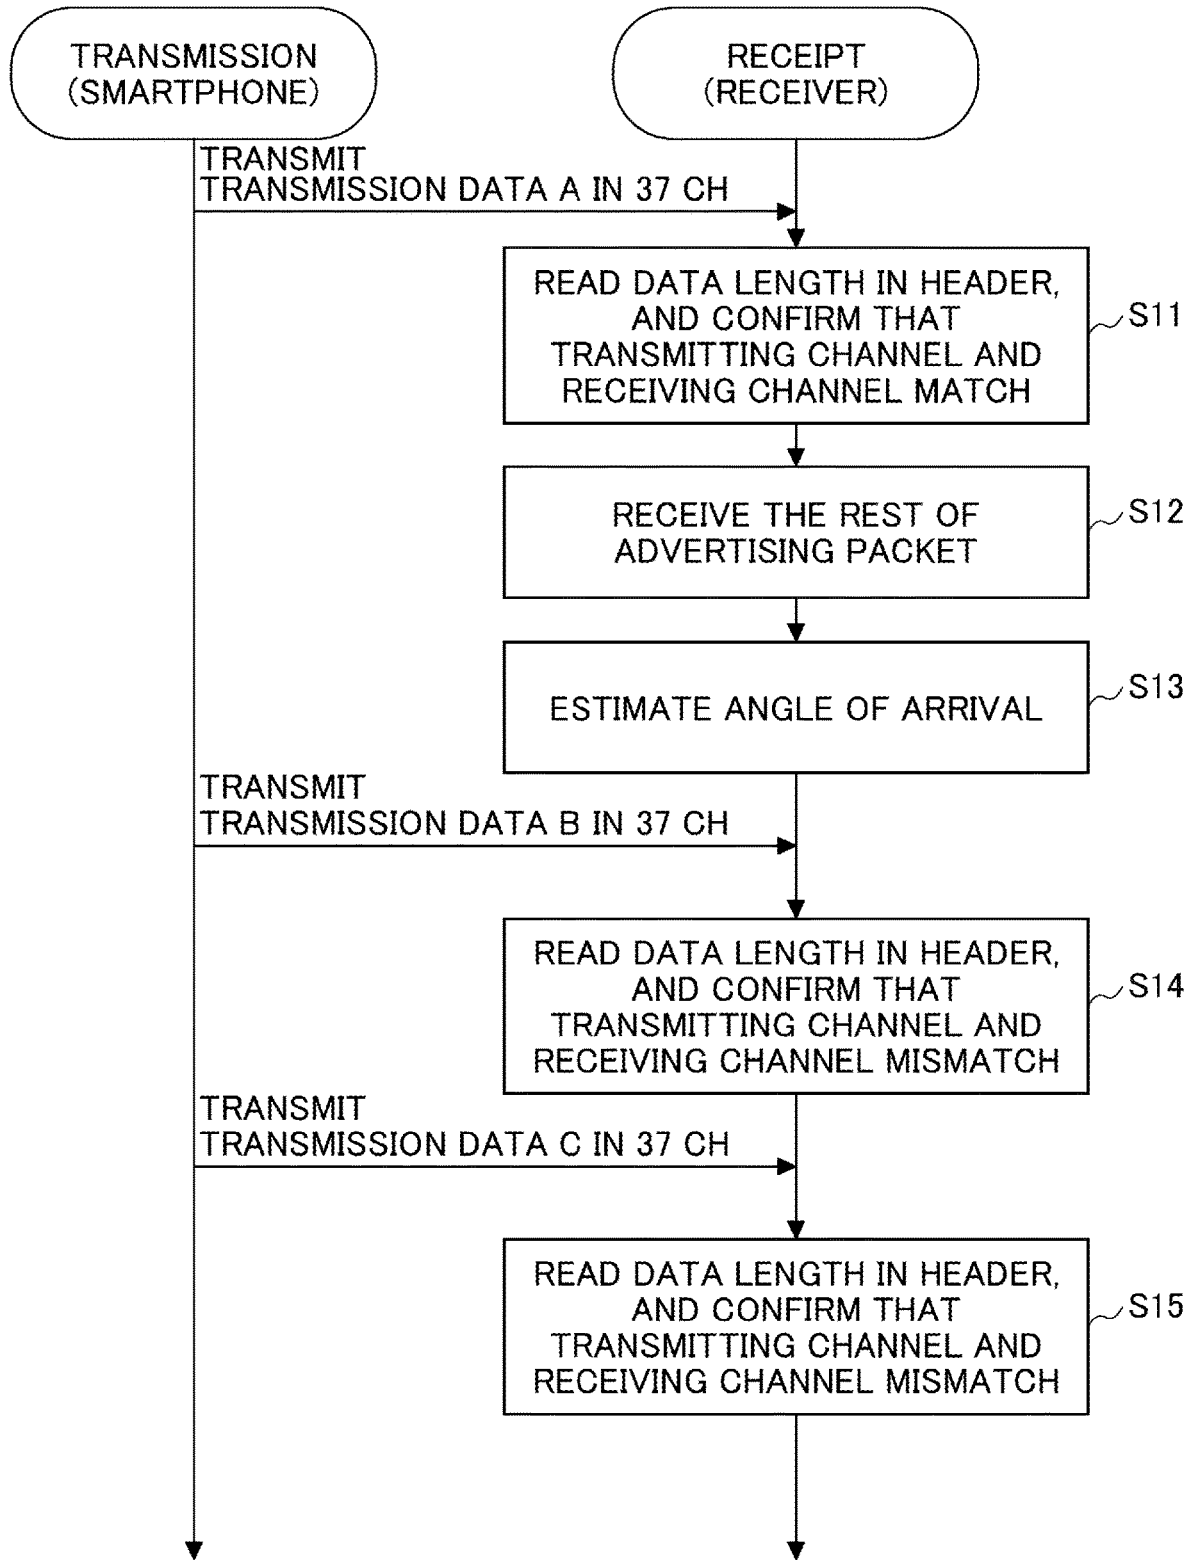 TRANSMISSION
(SMARTPHONE)
RECEIPT
(RECEIVER)
TRANSMIT
TRANSMISSION DATA A IN 37 CH
READ DATA LENGTH IN HEADER,
AND CONFIRM THAT
TRANSMITTING CHANNEL AND
RECEIVING CHANNEL MATCH
S11
RECEIVE THE REST OF
ADVERTISING PACKET
S12
ESTIMATE ANGLE OF ARRIVAL
S13
TRANSMIT
TRANSMISSION DATA B IN 37 CH
READ DATA LENGTH IN HEADER,
AND CONFIRM THAT
TRANSMITTING CHANNEL AND
RECEIVING CHANNEL MISMATCH
S14
TRANSMIT
TRANSMISSION DATA C IN 37 CH
READ DATA LENGTH IN HEADER,
AND CONFIRM THAT
TRANSMITTING CHANNEL AND
RECEIVING CHANNEL MISMATCH
S15